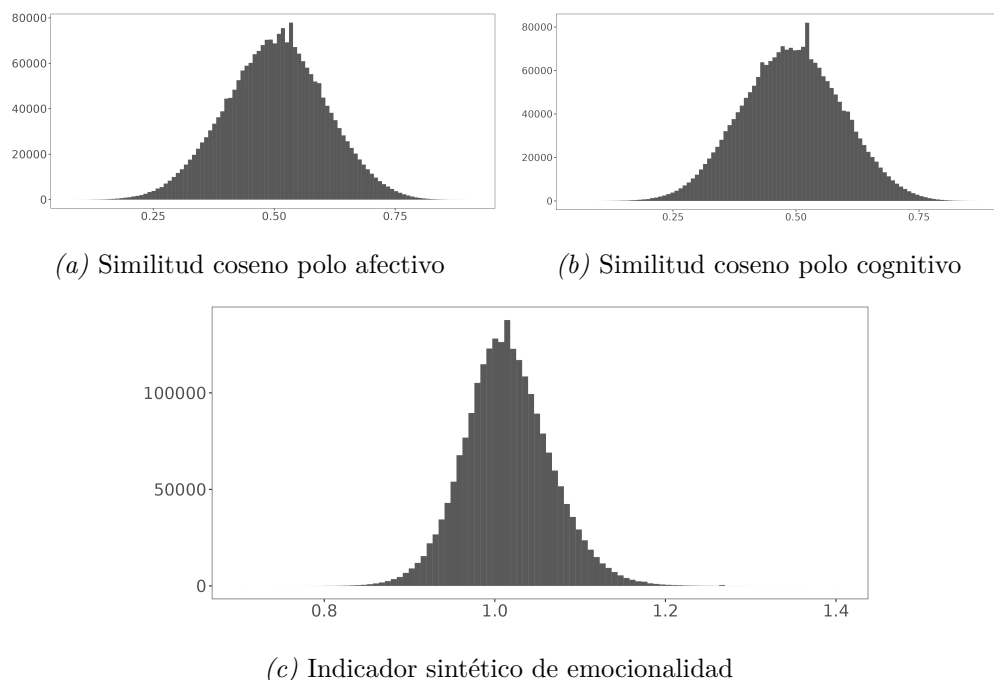 80000
60000
40000
20000
0
0.25 0.50 0.75
(a) Similitud coseno polo afectivo
80000
60000
40000
20000
0
0.25 0.50 0.75
(b) Similitud coseno polo cognitivo
100000
50000
0
0.8 1.0 1.2 1.4
(c) Indicador sintético de emocionalidad